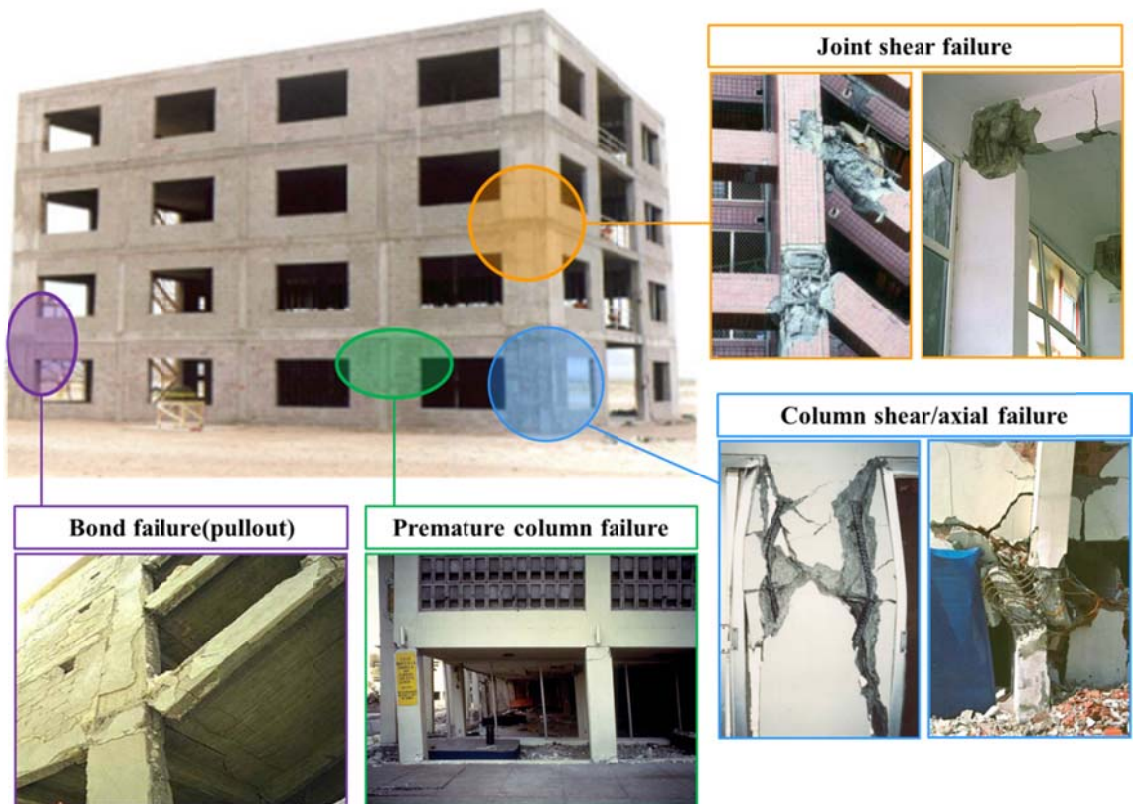 Joint shear failure
Column shear/axial failure
Bond failure(pullout)
Premature column failure